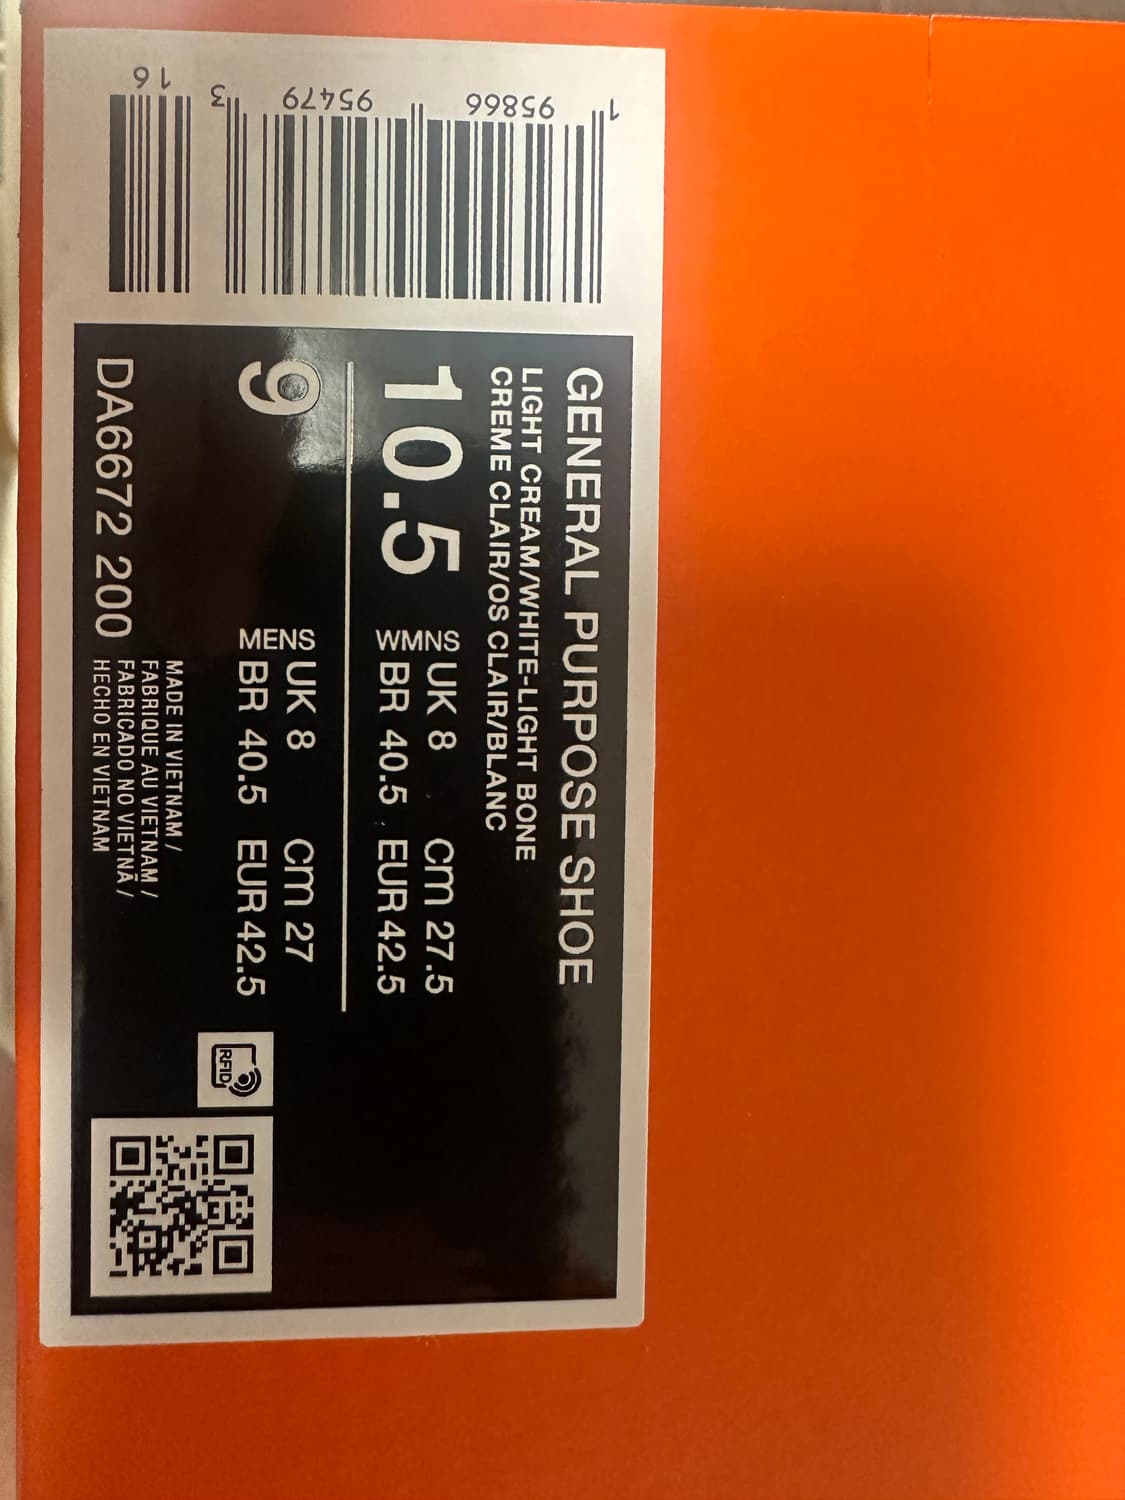 GENERAL PURPOSE SHOE
LIGHT CREAM/WHITE-LIGHT BONE
CREME CLAIR/OS CLAIR/BLANC
10.5 WMNS UK 8 Cm 27.5
BR 40.5 EUR 42.5
9 MENS UK 8 Cm 27
BR 40.5 EUR 42.5
DA6672 200
MADE IN VIETNAM /
FABRIQUE AU VIETNAM /
FABRICADO NO VIETNÃ /
HECHO EN VIETNAM
RFID
1 95866 95479 3 16